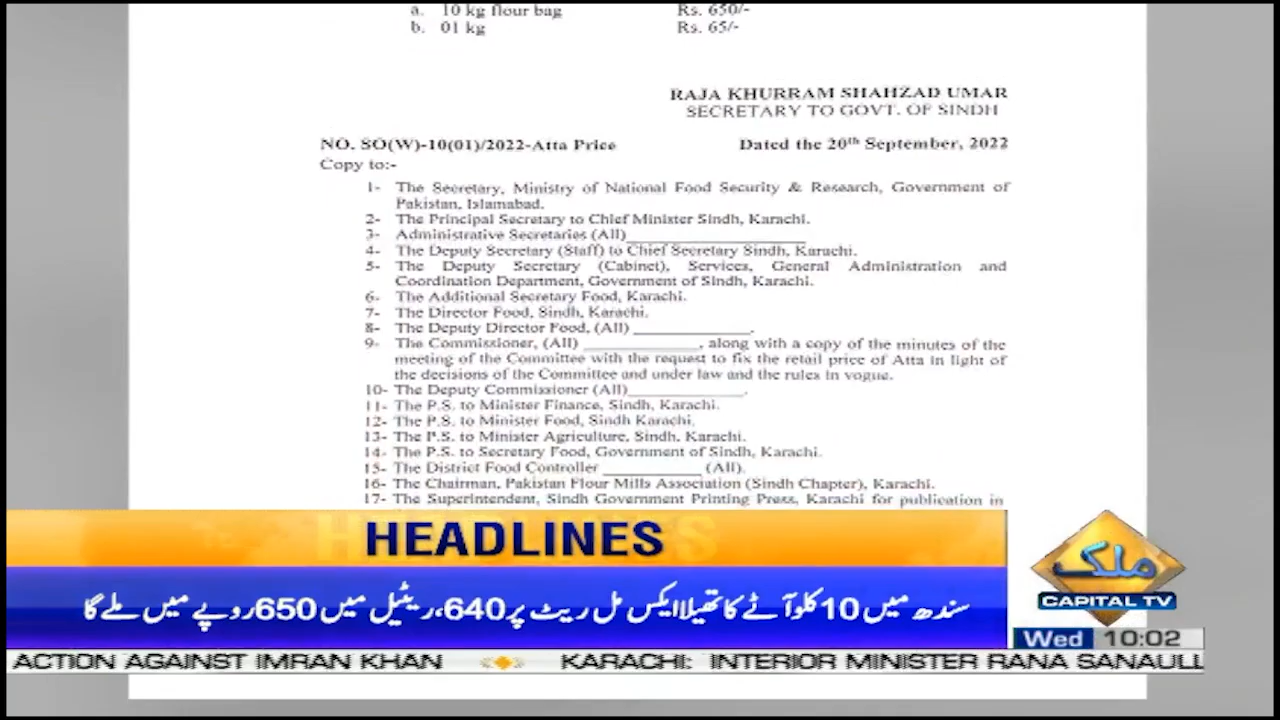 a. 10 kg flour bag Rs. 650/-
b. 01 kg Rs. 65/-
RAJA KHURRAM SHAHZAD UMAR
SECRETARY TO GOVT. OF SINDH
NO. SO(W)-10(01)/2022-Atta Price Dated the 20th September, 2022
Copy to:-
1- The Secretary, Ministry of National Food Security & Research, Government of
Pakistan, Islamabad.
2- The Principal Secretary to Chief Minister Sindh, Karachi.
3- Administrative Secretaries (All)____________________
4- The Deputy Secretary (Staff) to Chief Secretary Sindh, Karachi.
5- The Deputy Secretary (Cabinet), Services, General Administration and
Coordination Department, Government of Sindh, Karachi.
6- The Additional Secretary Food, Karachi.
7- The Director Food, Sindh, Karachi.
8- The Deputy Director Food, (All) _____________.
9- The Commissioner, (All) _____________, along with a copy of the minutes of the
meeting of the Committee with the request to fix the retail price of Atta in light of
the decisions of the Committee and under law and the rules in vogue.
10- The Deputy Commissioner (All)_____________.
11- The P.S. to Minister Finance, Sindh, Karachi.
12- The P.S. to Minister Food, Sindh Karachi.
13- The P.S. to Minister Agriculture, Sindh, Karachi.
14- The P.S. to Secretary Food, Government of Sindh, Karachi.
15- The District Food Controller ___________ (All).
16- The Chairman, Pakistan Flour Mills Association (Sindh Chapter), Karachi.
17- The Superintendent, Sindh Government Printing Press, Karachi for publication in
HEADLINES
سندھ میں 10 کلو آٹے کا تھیلا ایکس مل ریٹ پر 640، ریٹیل میں 650 روپے میں ملے گا
ملک
CAPITAL TV
Wed 10:02
ACTION AGAINST IMRAN KHAN KARACHI: INTERIOR MINISTER RANA SANAULL